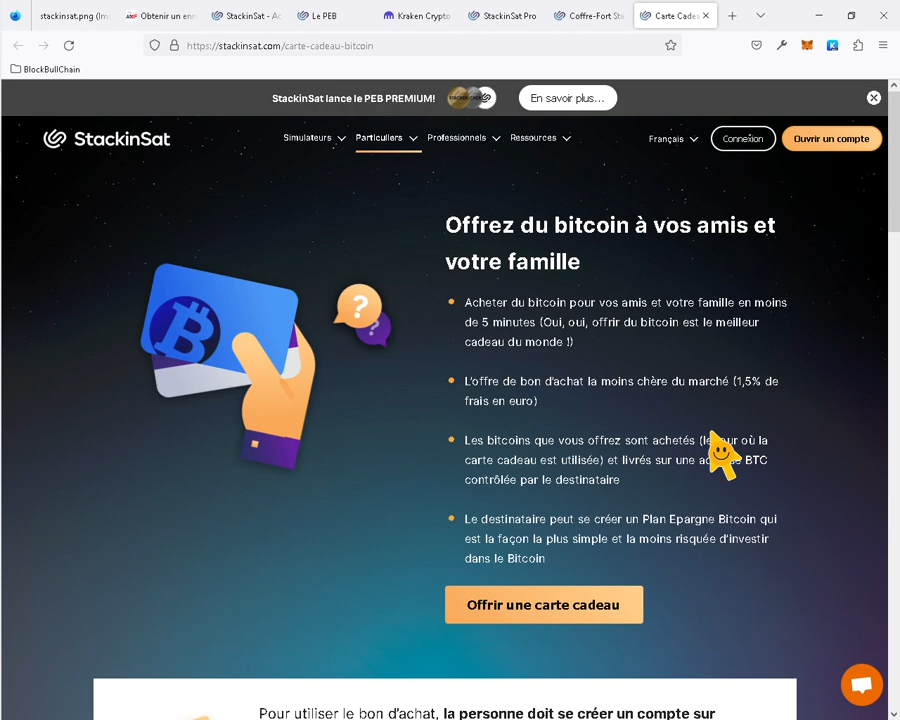 stackinsat.png (Im
Obtenir un enr
StackinSat - Ac
Le PEB
Kraken Crypto
StackinSat Pro
Coffre-Fort Sta
Carte Cadea
https://stackinsat.com/carte-cadeau-bitcoin
BlockBullChain
StackinSat lance le PEB PREMIUM!
En savoir plus...
StackinSat
Simulateurs
Particuliers
Professionnels
Ressources
Français
Connexion
Ouvrir un compte
Offrez du bitcoin à vos amis et
votre famille
Acheter du bitcoin pour vos amis et votre famille en moins
de 5 minutes (Oui, oui, offrir du bitcoin est le meilleur
cadeau du monde !)
L'offre de bon d'achat la moins chère du marché (1,5% de
frais en euro)
Les bitcoins que vous offrez sont achetés (le où la
carte cadeau est utilisée) et livrés sur une BTC
contrôlée par le destinataire
Le destinataire peut se créer un Plan Epargne Bitcoin qui
est la façon la plus simple et la moins risquée d'investir
dans le Bitcoin
Offrir une carte cadeau
Pour utiliser le bon d'achat, la personne doit se créer un compte sur